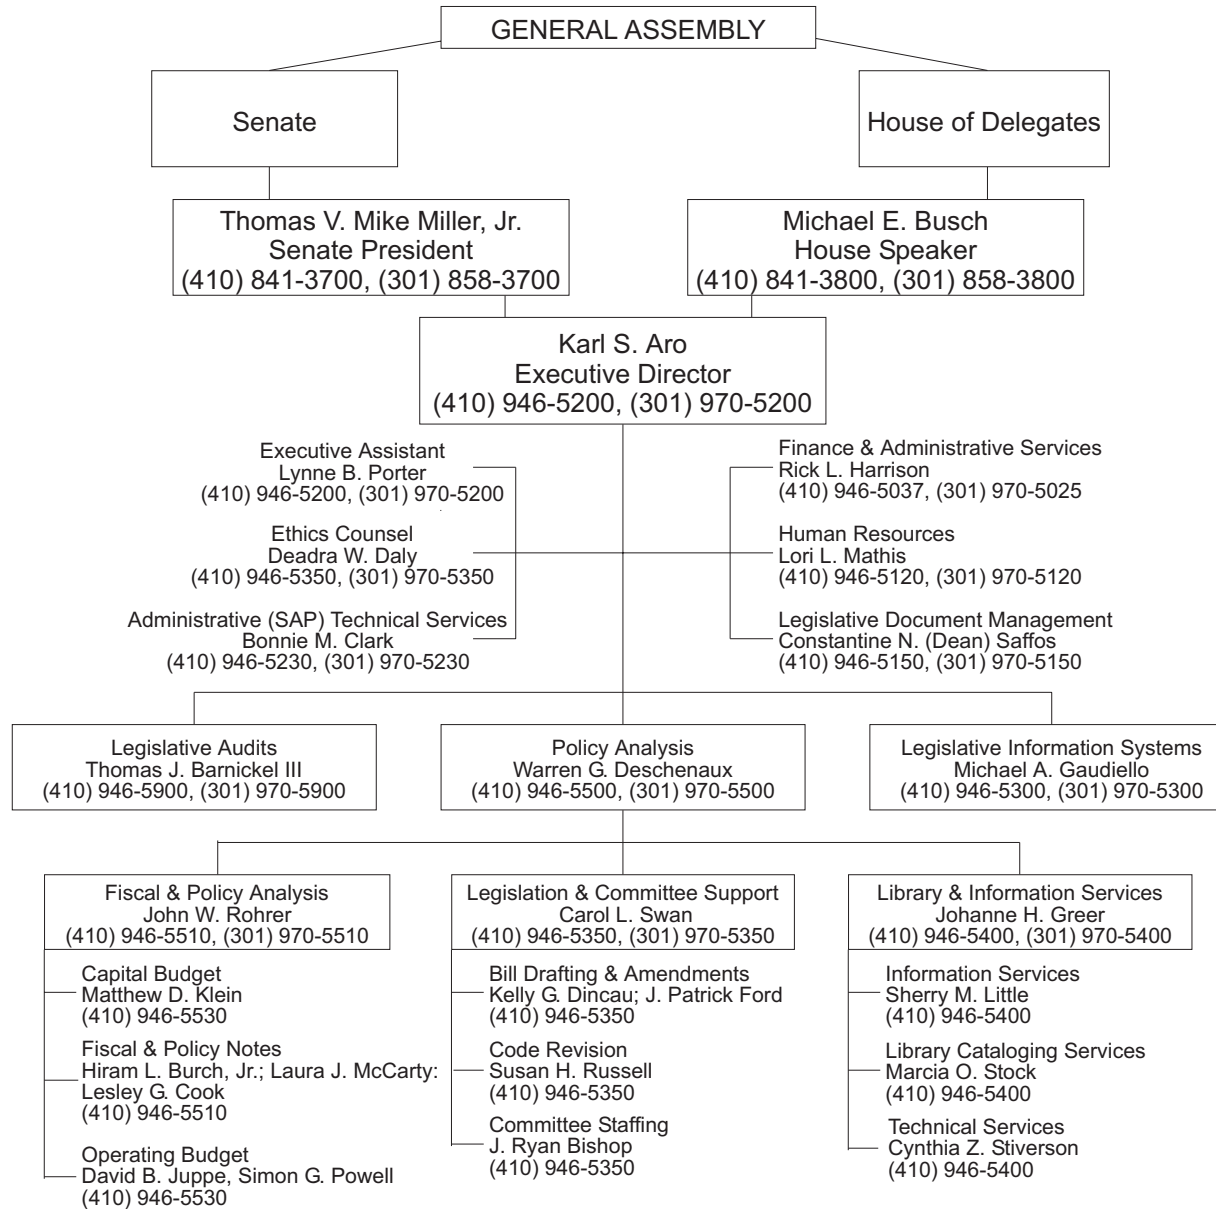 GENERAL ASSEMBLY
Senate
House of Delegates
Thomas V. Mike Miller, Jr.
Senate President
(410) 841-3700, (301) 858-3700
Michael E. Busch
House Speaker
(410) 841-3800, (301) 858-3800
Karl S. Aro
Executive Director
(410) 946-5200, (301) 970-5200
Executive Assistant
Lynne B. Porter
(410) 946-5200, (301) 970-5200
Ethics Counsel
Deadra W. Daly
(410) 946-5350, (301) 970-5350
Administrative (SAP) Technical Services
Bonnie M. Clark
(410) 946-5230, (301) 970-5230
Finance & Administrative Services
Rick L. Harrison
(410) 946-5037, (301) 970-5025
Human Resources
Lori L. Mathis
(410) 946-5120, (301) 970-5120
Legislative Document Management
Constantine N. (Dean) Saffos
(410) 946-5150, (301) 970-5150
Legislative Audits
Thomas J. Barnickel III
(410) 946-5900, (301) 970-5900
Policy Analysis
Warren G. Deschenaux
(410) 946-5500, (301) 970-5500
Legislative Information Systems
Michael A. Gaudiello
(410) 946-5300, (301) 970-5300
Fiscal & Policy Analysis
John W. Rohrer
(410) 946-5510, (301) 970-5510
Capital Budget
Matthew D. Klein
(410) 946-5530
Fiscal & Policy Notes
Hiram L. Burch, Jr.; Laura J. McCarty:
Lesley G. Cook
(410) 946-5510
Operating Budget
David B. Juppe, Simon G. Powell
(410) 946-5530
Legislation & Committee Support
Carol L. Swan
(410) 946-5350, (301) 970-5350
Bill Drafting & Amendments
Kelly G. Dincau; J. Patrick Ford
(410) 946-5350
Code Revision
Susan H. Russell
(410) 946-5350
Committee Staffing
J. Ryan Bishop
(410) 946-5350
Library & Information Services
Johanne H. Greer
(410) 946-5400, (301) 970-5400
Information Services
Sherry M. Little
(410) 946-5400
Library Cataloging Services
Marcia O. Stock
(410) 946-5400
Technical Services
Cynthia Z. Stiverson
(410) 946-5400